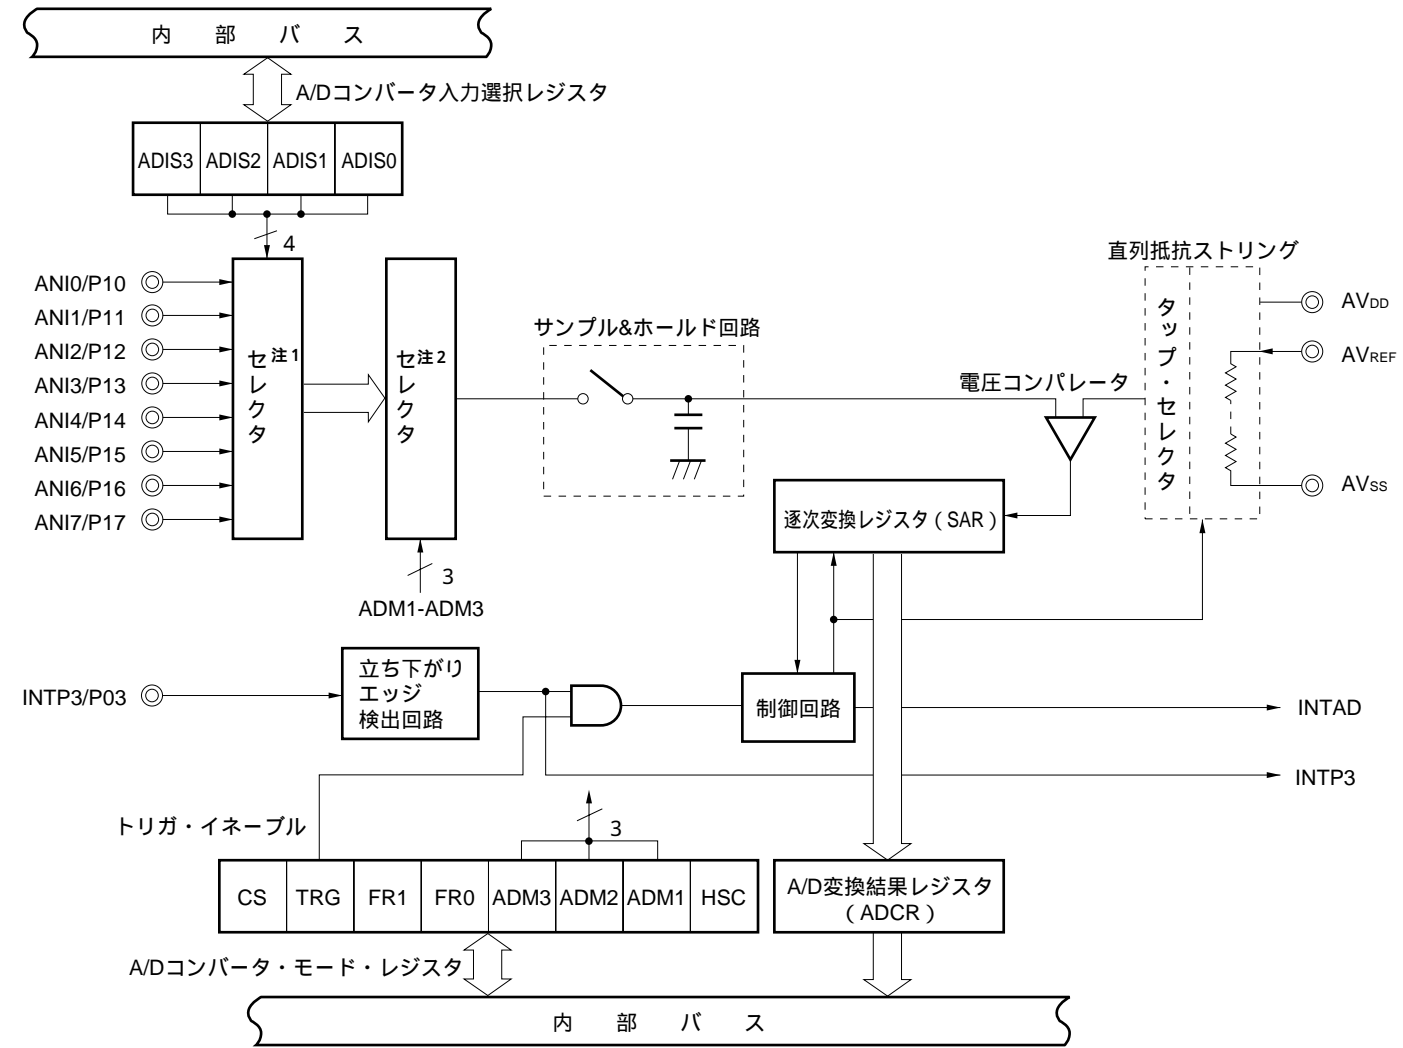 内 部 バ ス
A/Dコンバータ入力選択レジスタ
ADIS3 ADIS2 ADIS1 ADIS0
4
ANI0/P10
ANI1/P11
ANI2/P12
ANI3/P13
ANI4/P14
ANI5/P15
ANI6/P16
ANI7/P17
セレクタ注1
セレクタ注2
3
ADM1-ADM3
サンプル&ホールド回路
電圧コンパレータ
直列抵抗ストリング
タップ・セレクタ
AVDD
AVREF
AVSS
逐次変換レジスタ(SAR)
INTP3/P03
立ち下がり
エッジ
検出回路
制御回路
INTAD
INTP3
トリガ・イネーブル
3
CS TRG FR1 FR0 ADM3 ADM2 ADM1 HSC
A/D変換結果レジスタ
(ADCR)
A/Dコンバータ・モード・レジスタ
内 部 バ ス